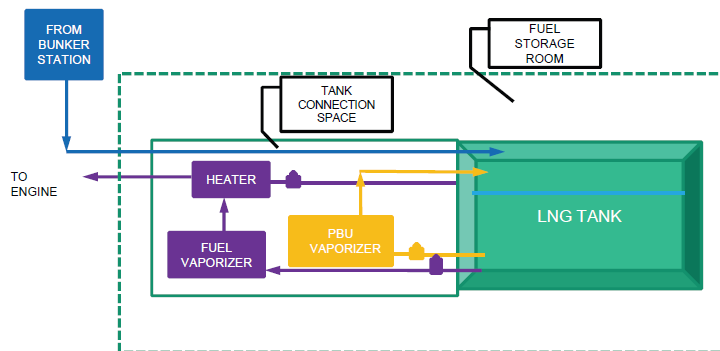 FROM
BUNKER
STATION
FUEL
STORAGE
ROOM
TANK
CONNECTION
SPACE
TO
ENGINE
HEATER
FUEL
VAPORIZER
PBU
VAPORIZER
LNG TANK